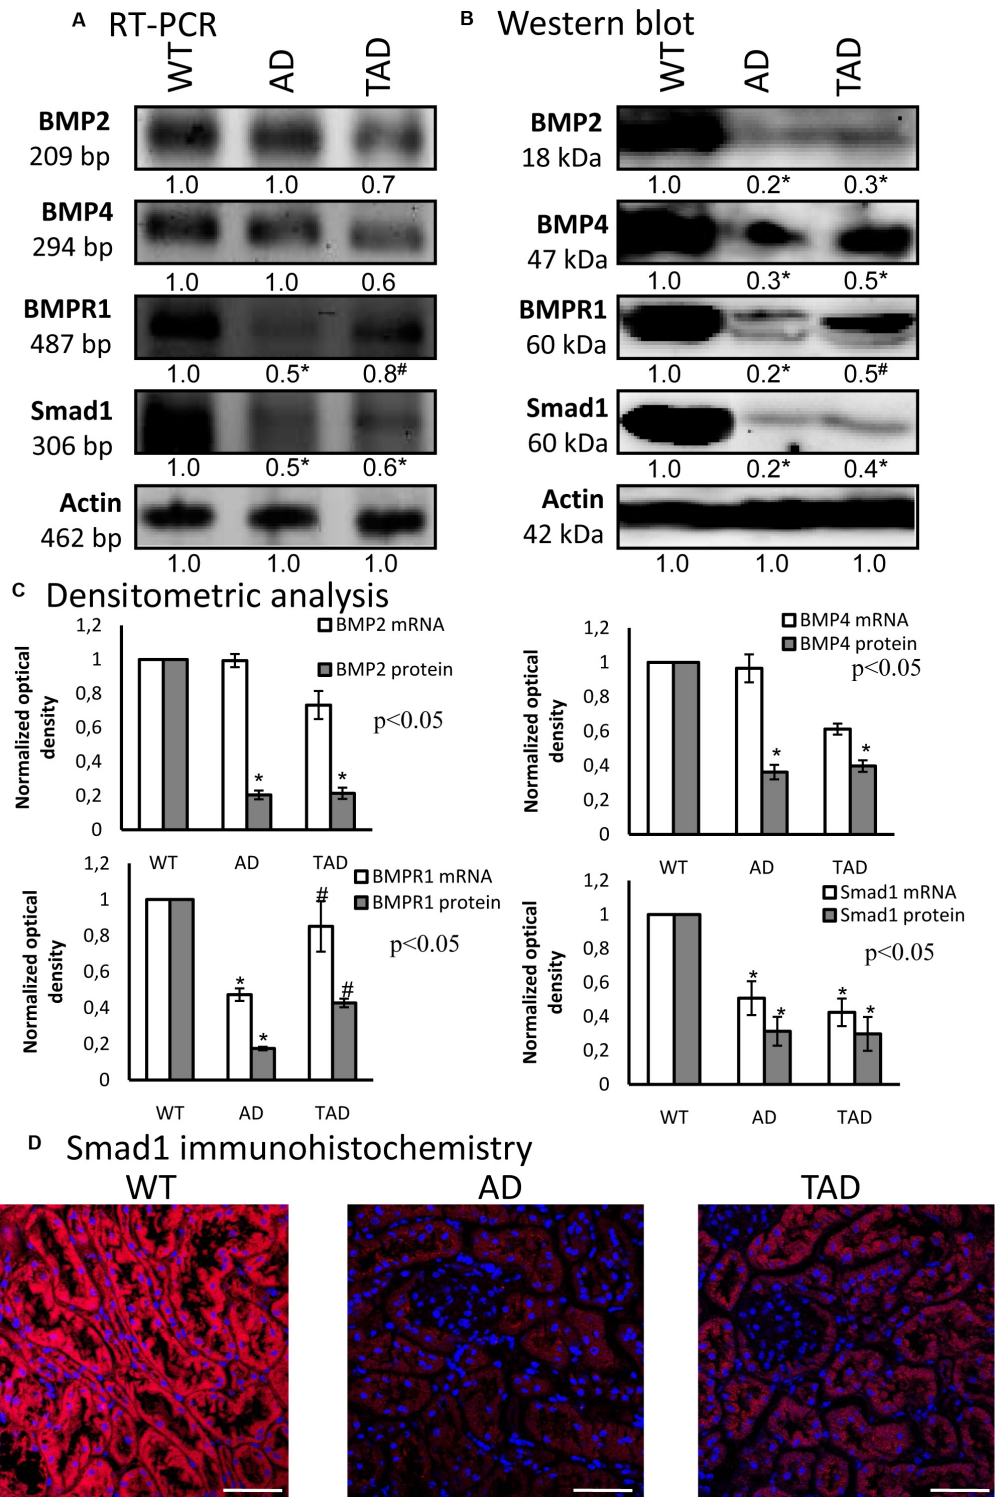 A RT-PCR
WT AD TAD
BMP2
209 bp
1.0 1.0 0.7
BMP4
294 bp
1.0 1.0 0.6
BMPR1
487 bp
1.0 0.5* 0.8#
Smad1
306 bp
1.0 0.5* 0.6*
Actin
462 bp
1.0 1.0 1.0
B Western blot
WT AD TAD
BMP2
18 kDa
1.0 0.2* 0.3*
BMP4
47 kDa
1.0 0.3* 0.5*
BMPR1
60 kDa
1.0 0.2* 0.5#
Smad1
60 kDa
1.0 0.2* 0.4*
Actin
42 kDa
1.0 1.0 1.0
C Densitometric analysis
Normalized optical
density
1,2
1
0,8
0,6
0,4
0,2
0
BMP2 mRNA
BMP2 protein
p<0.05
* *
WT AD TAD
Normalized optical
density
1,2
1
0,8
0,6
0,4
0,2
0
BMP4 mRNA
BMP4 protein
p<0.05
* *
WT AD TAD
Normalized optical
density
1,2
1
0,8
0,6
0,4
0,2
0
BMPR1 mRNA
BMPR1 protein
p<0.05
* * # #
WT AD TAD
Normalized optical
density
1,2
1
0,8
0,6
0,4
0,2
0
Smad1 mRNA
Smad1 protein
p<0.05
* * * *
WT AD TAD
D Smad1 immunohistochemistry
WT AD TAD